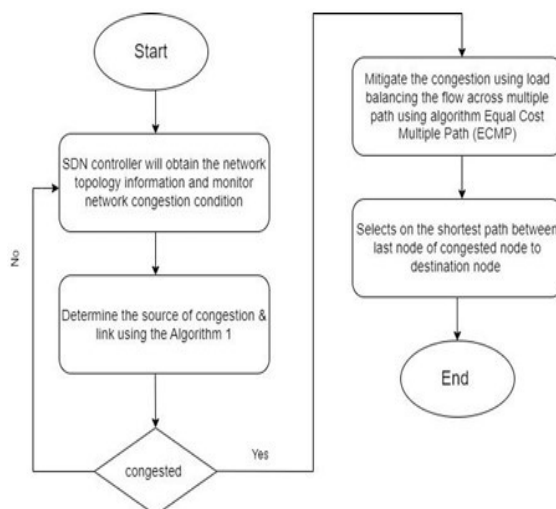 Start
SDN controller will obtain the network
topology information and monitor
network congestion condition
No
Determine the source of congestion &
link using the Algorithm 1
congested
Yes
Mitigate the congestion using load
balancing the flow across multiple
path using algorithm Equal Cost
Multiple Path (ECMP)
Selects on the shortest path between
last node of congested node to
destination node
End